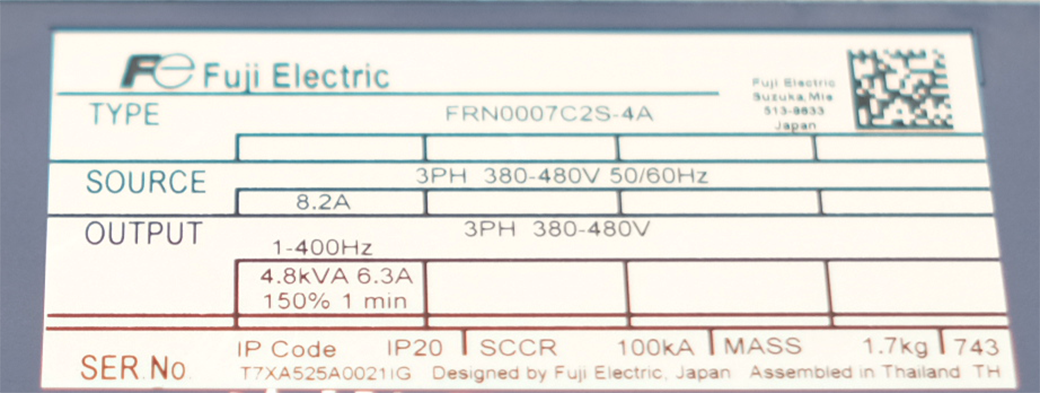 Fe Fuji Electric
Fuji Electric
Suzuka, Mie
513-8633
Japan
TYPE FRN0007C2S-4A
SOURCE 3PH 380-480V 50/60Hz
8.2A
OUTPUT 3PH 380-480V
1-400Hz
4.8kVA 6.3A
150% 1 min
IP Code IP20 SCCR 100kA MASS 1.7kg 743
SER.No. T7XA525A0021IG Designed by Fuji Electric, Japan Assembled in Thailand TH